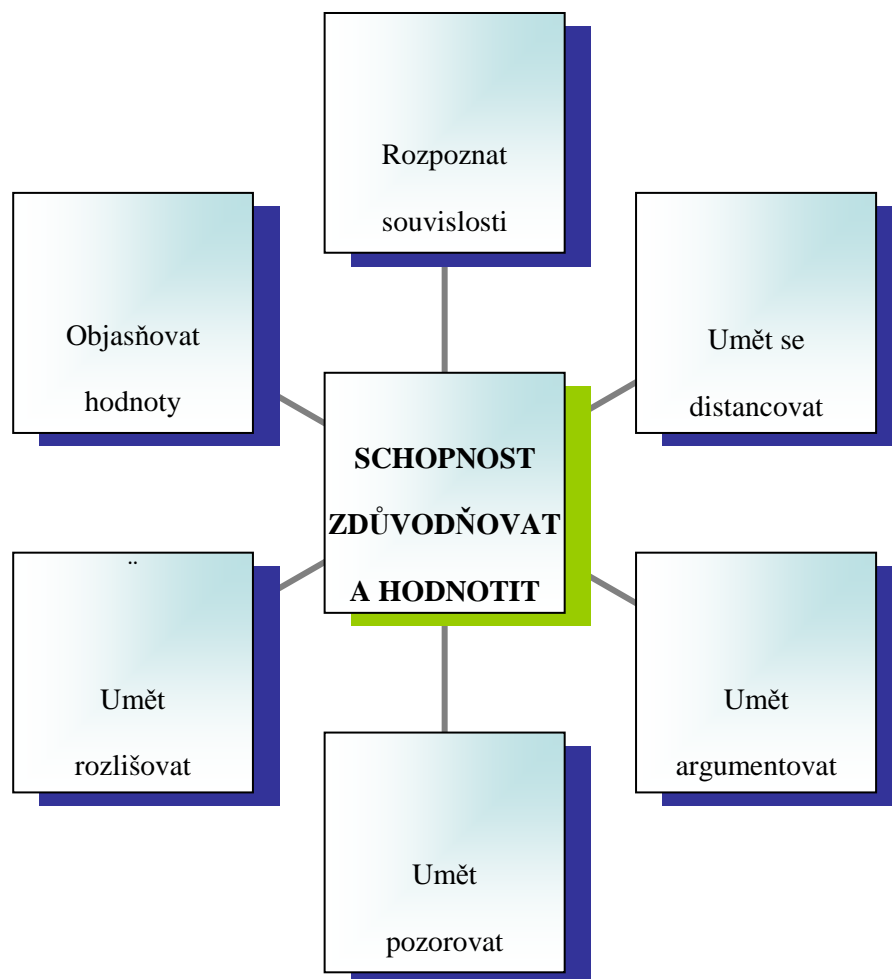 Rozpoznat
souvislosti
Objasňovat
hodnoty
Umět se
distancovat
SCHOPNOST
ZDŮVODŇOVAT
A HODNOTIT
¨
Umět
rozlišovat
Umět
argumentovat
Umět
pozorovat